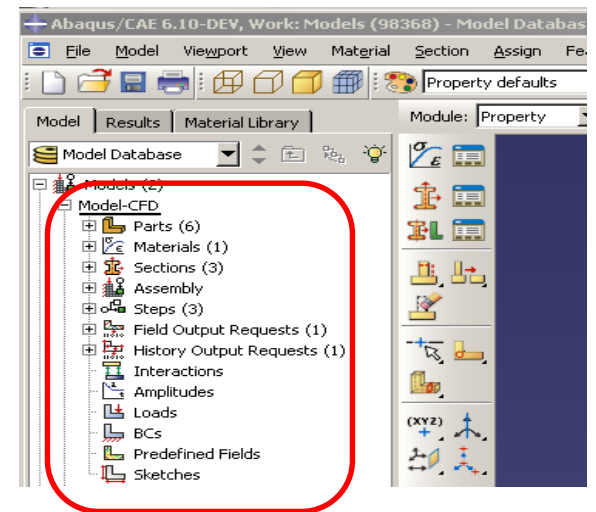 Abaqus/CAE 6.10-DEV, Work: Models (98368) - Model Databas
File Model Viewport View Material Section Assign Fea
Property defaults
Model Results Material Library Module: Property
Model Database
Models (2)
Model-CFD
Parts (6)
Materials (1)
Sections (3)
Assembly
Steps (3)
Field Output Requests (1)
History Output Requests (1)
Interactions
Amplitudes
Loads
BCs
Predefined Fields
Sketches
σ
ε
L
(XYZ)